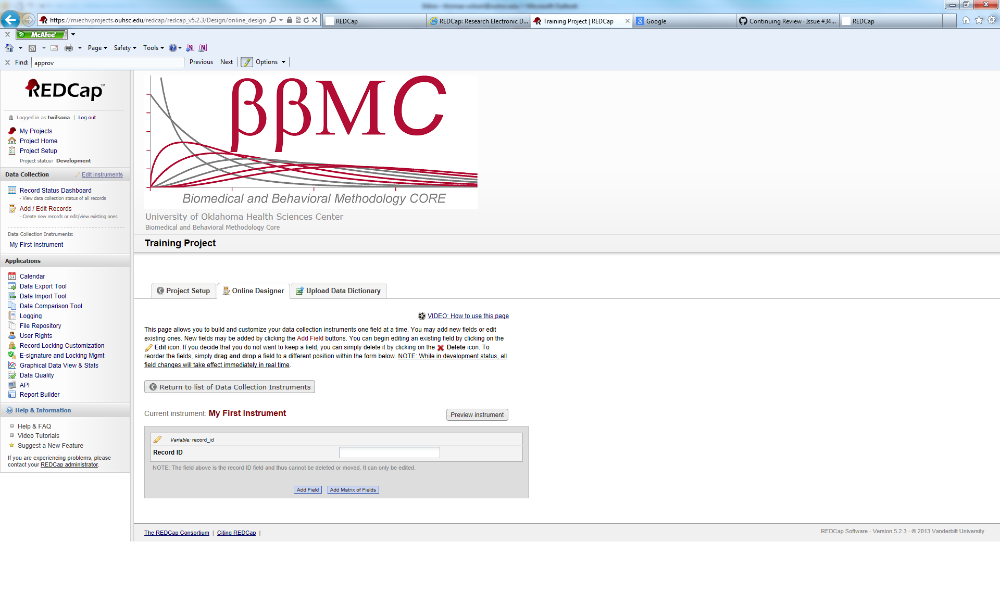 https://miechvprojects.ouhsc.edu/redcap/redcap_v5.2.3/Design/online_design
REDCap
REDCap: Research Electronic D...
Training Project | REDCap
Google
Continuing Review · Issue #34...
REDCap
McAfee
Page
Safety
Tools
Find:
approv
Previous
Next
Options
REDCap™
Logged in as twilsona | Log out
My Projects
Project Home
Project Setup
Project status: Development
Data Collection
Edit instruments
Record Status Dashboard
- View data collection status of all records
Add / Edit Records
- Create new records or edit/view existing ones
Data Collection Instruments:
My First Instrument
Applications
Calendar
Data Export Tool
Data Import Tool
Data Comparison Tool
Logging
File Repository
User Rights
Record Locking Customization
E-signature and Locking Mgmt
Graphical Data View & Stats
Data Quality
API
Report Builder
Help & Information
Help & FAQ
Video Tutorials
Suggest a New Feature
If you are experiencing problems, please
contact your REDCap administrator.
ββMC
Biomedical and Behavioral Methodology CORE
University of Oklahoma Health Sciences Center
Biomedical and Behavioral Methodology Core
Training Project
Project Setup
Online Designer
Upload Data Dictionary
VIDEO: How to use this page
This page allows you to build and customize your data collection instruments one field at a time. You may add new fields or edit
existing ones. New fields may be added by clicking the Add Field buttons. You can begin editing an existing field by clicking on the
Edit icon. If you decide that you do not want to keep a field, you can simply delete it by clicking on the Delete icon. To
reorder the fields, simply drag and drop a field to a different position within the form below. NOTE: While in development status, all
field changes will take effect immediately in real time.
Return to list of Data Collection Instruments
Current instrument: My First Instrument
Preview instrument
Variable: record_id
Record ID
NOTE: The field above is the record ID field and thus cannot be deleted or moved. It can only be edited.
Add Field
Add Matrix of Fields
The REDCap Consortium | Citing REDCap |
REDCap Software - Version 5.2.3 - © 2013 Vanderbilt University